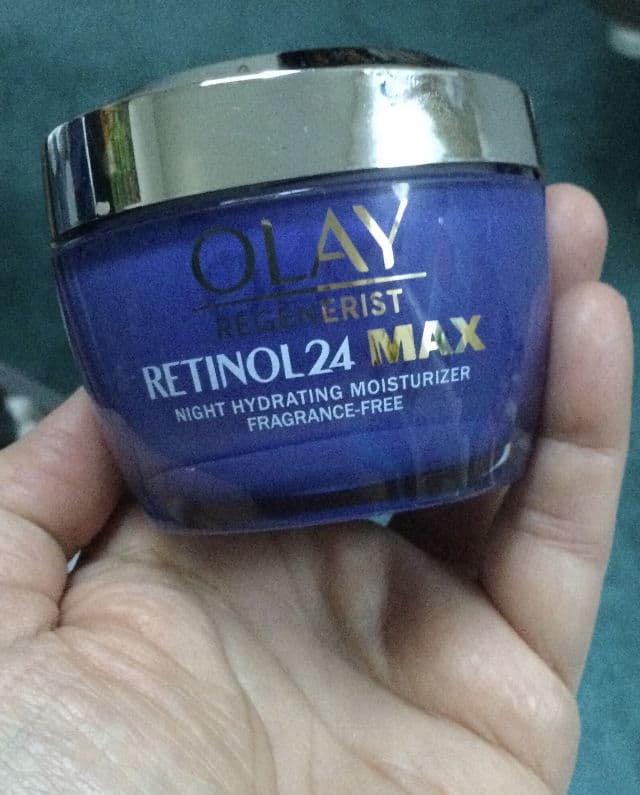 OLAY
REGENERIST
RETINOL24 MAX
NIGHT HYDRATING MOISTURIZER
FRAGRANCE-FREE